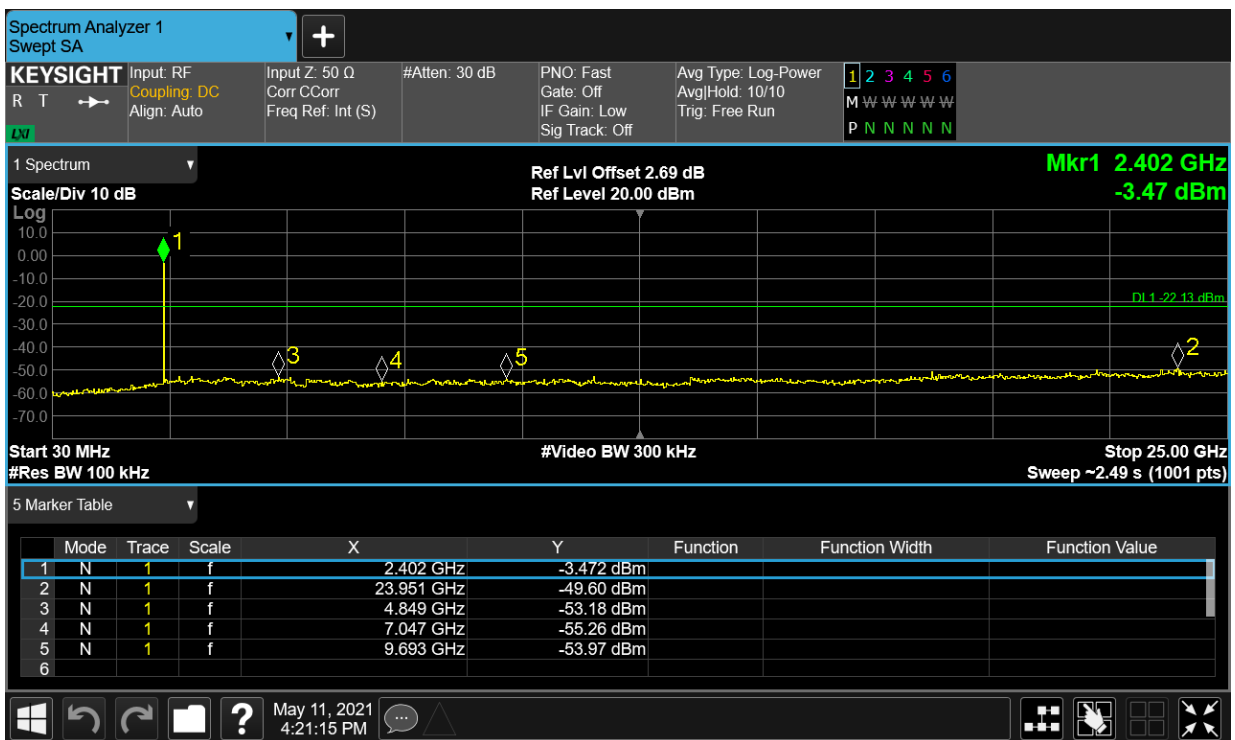 Spectrum Analyzer 1
Swept SA
+
KEYSIGHT
R T
LXI
Input: RF
Coupling: DC
Align: Auto
Input Z: 50 Ω
Corr CCorr
Freq Ref: Int (S)
#Atten: 30 dB
PNO: Fast
Gate: Off
IF Gain: Low
Sig Track: Off
Avg Type: Log-Power
Avg|Hold: 10/10
Trig: Free Run
1 2 3 4 5 6
M W W W W W
P N N N N N
1 Spectrum
Scale/Div 10 dB
Ref Lvl Offset 2.69 dB
Ref Level 20.00 dBm
Mkr1 2.402 GHz
-3.47 dBm
Log
10.0
0.00
-10.0
-20.0
-30.0
-40.0
-50.0
-60.0
-70.0
1
3
4
5
2
DL1 -22.13 dBm
Start 30 MHz
#Res BW 100 kHz
#Video BW 300 kHz
Stop 25.00 GHz
Sweep ~2.49 s (1001 pts)
5 Marker Table
Mode Trace Scale X Y Function Function Width Function Value
1 N 1 f 2.402 GHz -3.472 dBm
2 N 1 f 23.951 GHz -49.60 dBm
3 N 1 f 4.849 GHz -53.18 dBm
4 N 1 f 7.047 GHz -55.26 dBm
5 N 1 f 9.693 GHz -53.97 dBm
6
?
May 11, 2021
4:21:15 PM